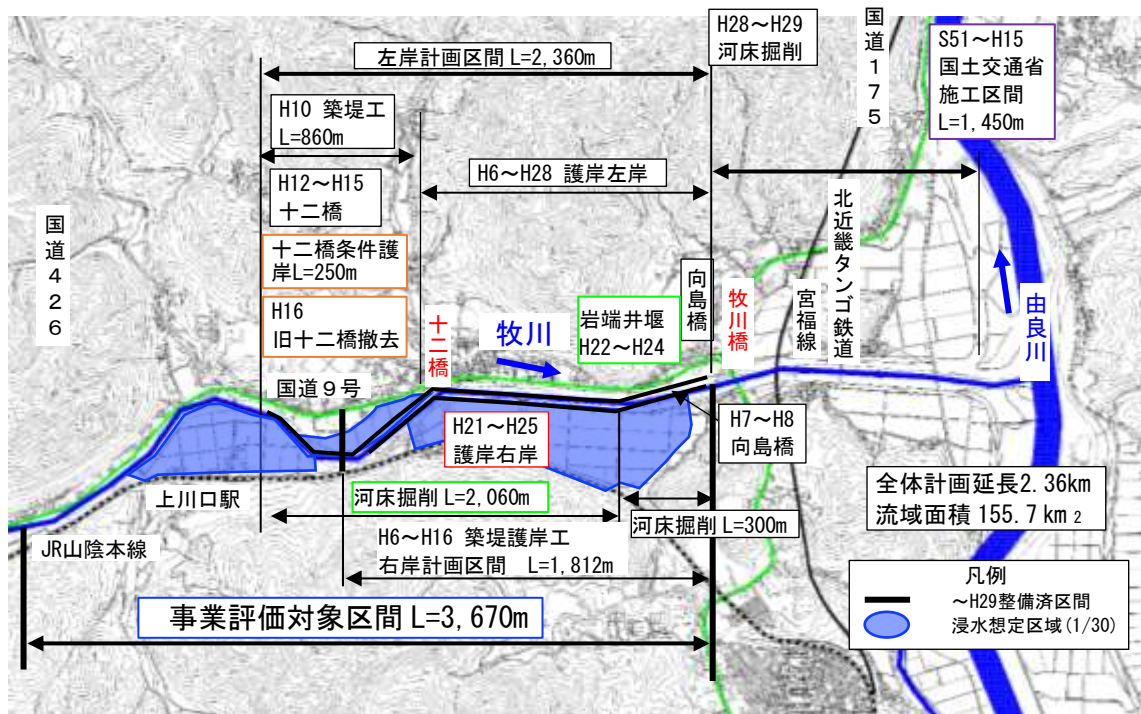 左岸計画区間 L=2,360m
H28～H29
河床掘削
国道175
S51～H15
国土交通省
施工区間
L=1,450m
H10 築堤工
L=860m
H6～H28 護岸左岸
H12～H15
十二橋
国道426
十二橋条件護
岸L=250m
H16
旧十二橋撤去
国道9号
十二橋
牧川
岩端井堰
H22～H24
向島橋
牧川橋
宮福線
北近畿タンゴ鉄道
由良川
H21～H25
護岸右岸
H7～H8
向島橋
上川口駅
河床掘削 L=2,060m
河床掘削 L=300m
JR山陰本線
H6～H16 築堤護岸工
右岸計画区間 L=1,812m
事業評価対象区間 L=3,670m
全体計画延長2.36km
流域面積 155.7 km2
凡例
～H29整備済区間
浸水想定区域(1/30)